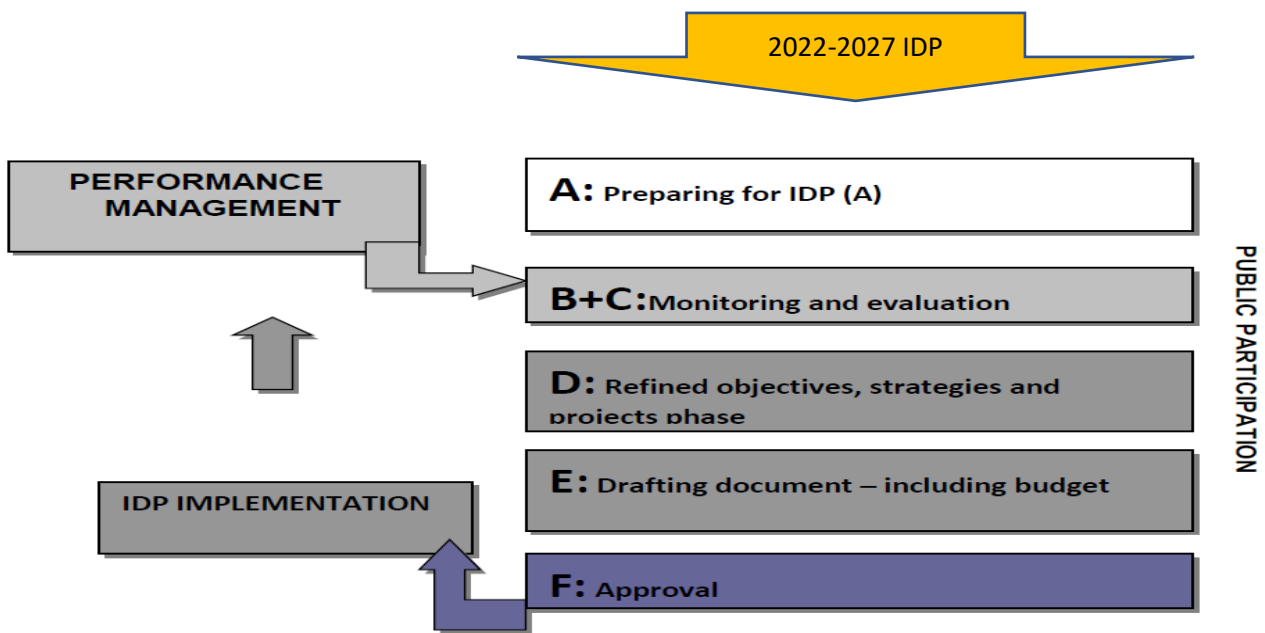 2022-2027 IDP
PERFORMANCE
MANAGEMENT
A: Preparing for IDP (A)
B+C:Monitoring and evaluation
D: Refined objectives, strategies and
projects phase
E: Drafting document – including budget
IDP IMPLEMENTATION
F: Approval
PUBLIC PARTICIPATION